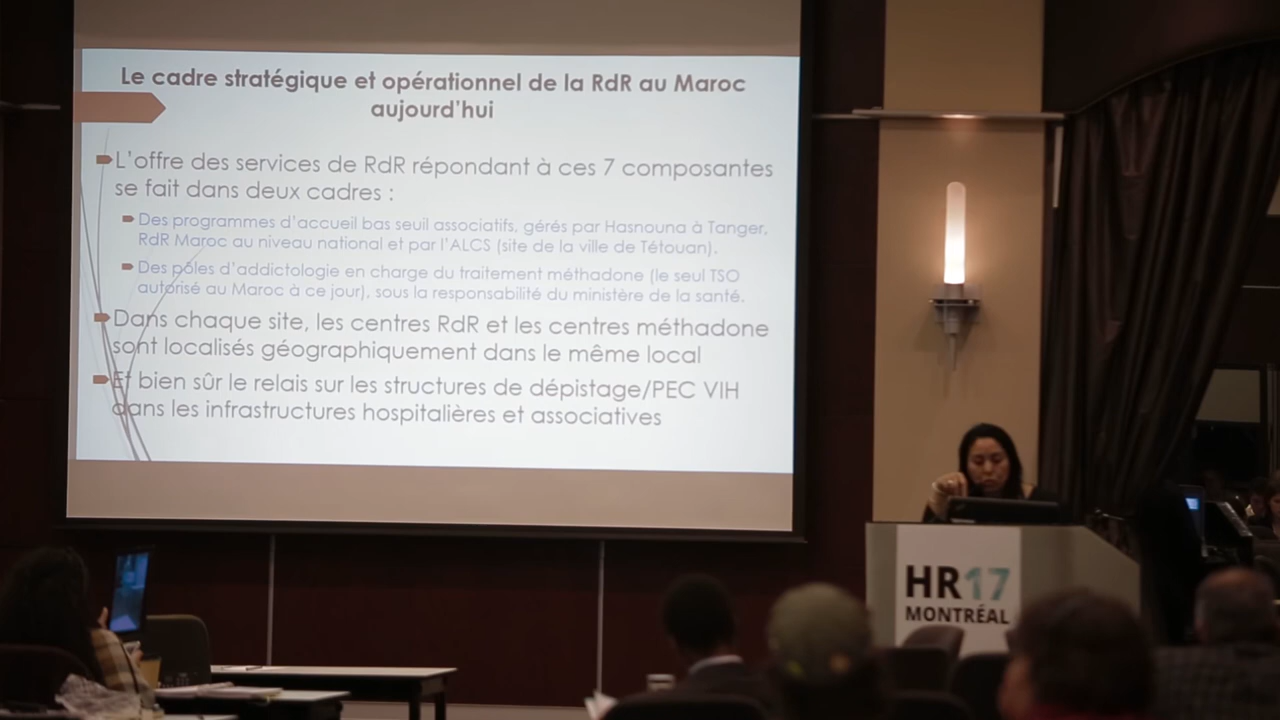 Le cadre stratégique et opérationnel de la RdR au Maroc
aujourd'hui
L'offre des services de RdR répondant à ces 7 composantes
se fait dans deux cadres :
Des programmes d'accueil bas seuil associatifs, gérés par Hasnouna à Tanger,
RdR Maroc au niveau national et par l'ALCS (site de la ville de Tétouan).
Des pôles d'addictologie en charge du traitement méthadone (le seul TSO
autorisé au Maroc à ce jour), sous la responsabilité du ministère de la santé.
Dans chaque site, les centres RdR et les centres méthadone
sont localisés géographiquement dans le même local
Et bien sûr le relais sur les structures de dépistage/PEC VIH
dans les infrastructures hospitalières et associatives
HR17
MONTRÉAL